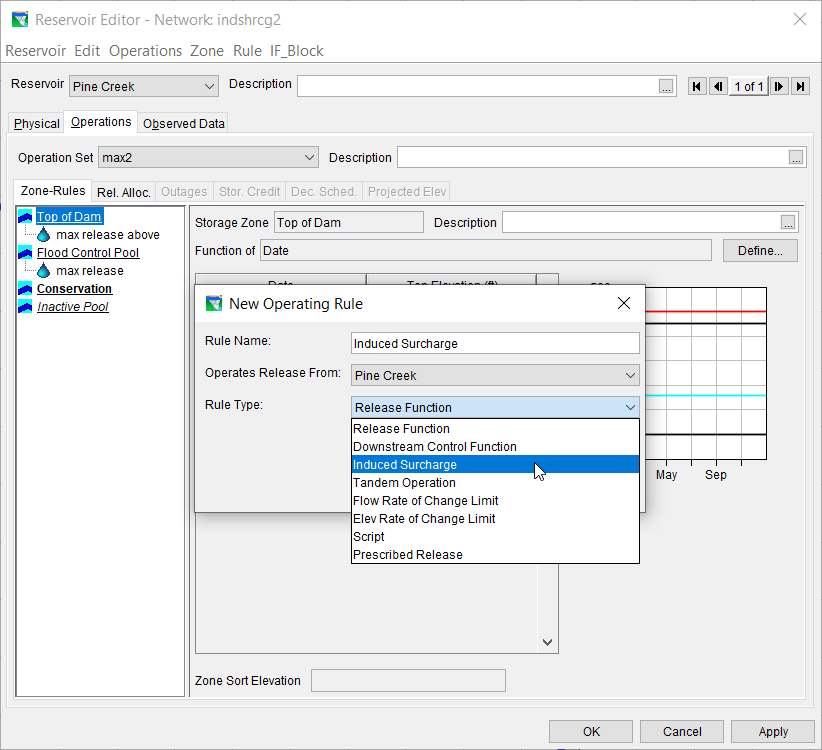 Reservoir Editor - Network: indshrcg2
Reservoir Edit Operations Zone Rule IF_Block
Reservoir Pine Creek Description ... 1 of 1
Physical Operations Observed Data
Operation Set max2 Description ...
Zone-Rules Rel. Alloc. Outages Stor. Credit Dec. Sched. Projected Elev
Top of Dam
max release above
Flood Control Pool
max release
Conservation
Inactive Pool
Storage Zone Top of Dam Description ...
Function of Date Define...
Date Top Elevation (ft)
New Operating Rule
Rule Name: Induced Surcharge
Operates Release From: Pine Creek
Rule Type: Release Function
Release Function
Downstream Control Function
Induced Surcharge
Tandem Operation
Flow Rate of Change Limit
Elev Rate of Change Limit
Script
Prescribed Release
May Sep
Zone Sort Elevation
OK Cancel Apply